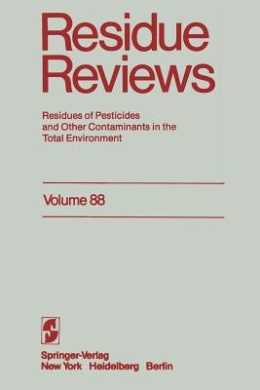 Residue
Reviews
Residues of Pesticides
and Other Contaminants in the
Total Environment
Volume 88
Springer-Verlag
New York Heidelberg Berlin